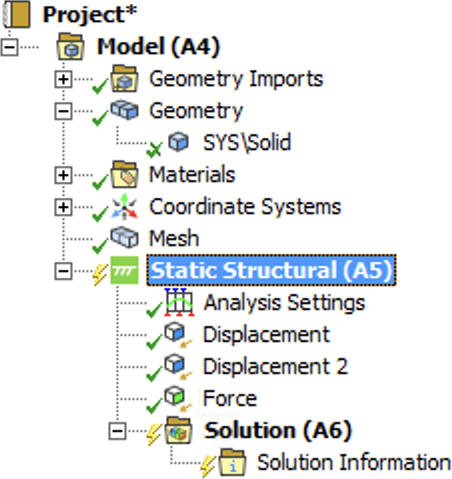 Project*
Model (A4)
Geometry Imports
Geometry
SYS\Solid
Materials
Coordinate Systems
Mesh
Static Structural (A5)
Analysis Settings
Displacement
Displacement 2
Force
Solution (A6)
Solution Information